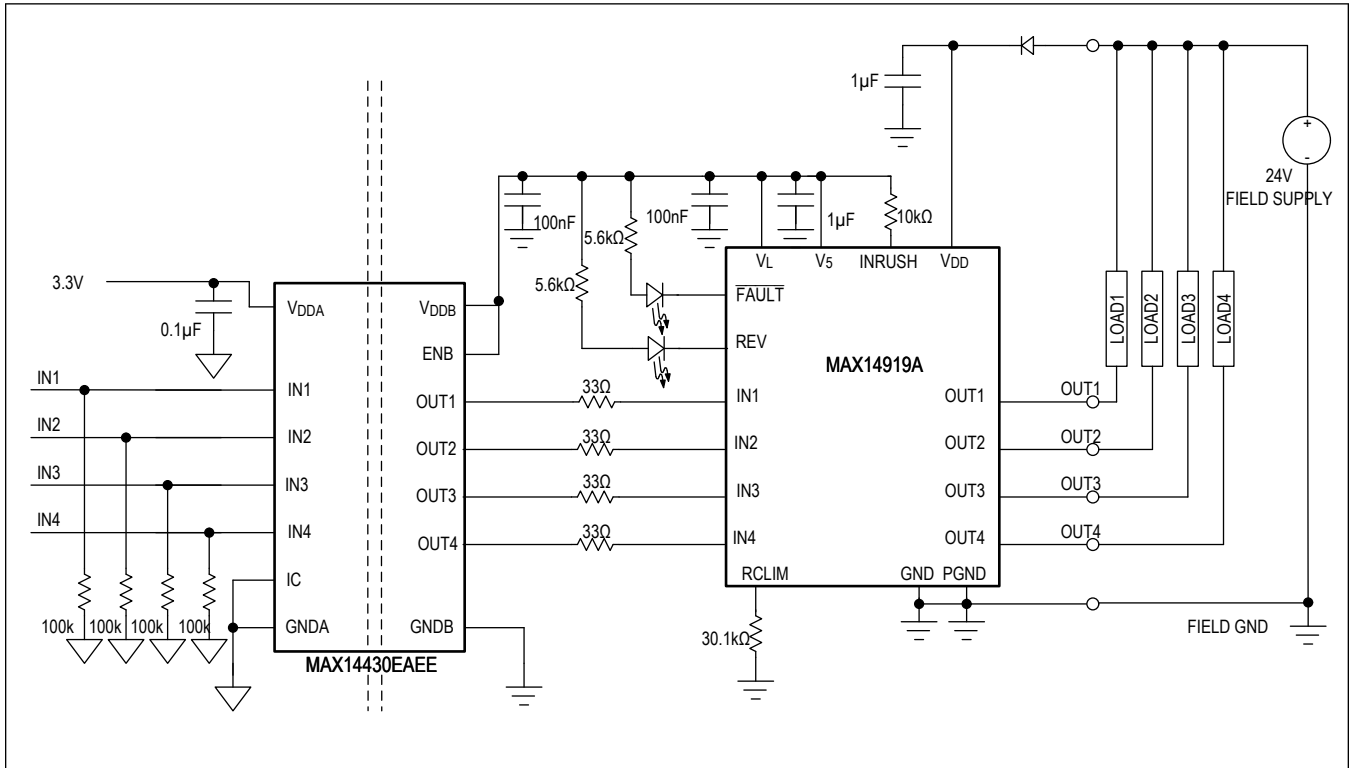 1µF
24V
FIELD SUPPLY
100nF
5.6kΩ
5.6kΩ
100nF
1µF
10kΩ
VL
V5
INRUSH
VDD
FAULT
REV
MAX14919A
LOAD1
LOAD2
LOAD3
LOAD4
3.3V
0.1µF
VDDA
VDDB
ENB
IN1
IN1
OUT1
33Ω
IN1
OUT1
OUT1
IN2
IN2
OUT2
33Ω
IN2
OUT2
OUT2
IN3
IN3
OUT3
33Ω
IN3
OUT3
OUT3
IN4
IN4
OUT4
33Ω
IN4
OUT4
OUT4
IC
RCLIM
GND
PGND
100k
100k
100k
100k
GNDA
GNDB
30.1kΩ
FIELD GND
MAX14430EAEE
+
-